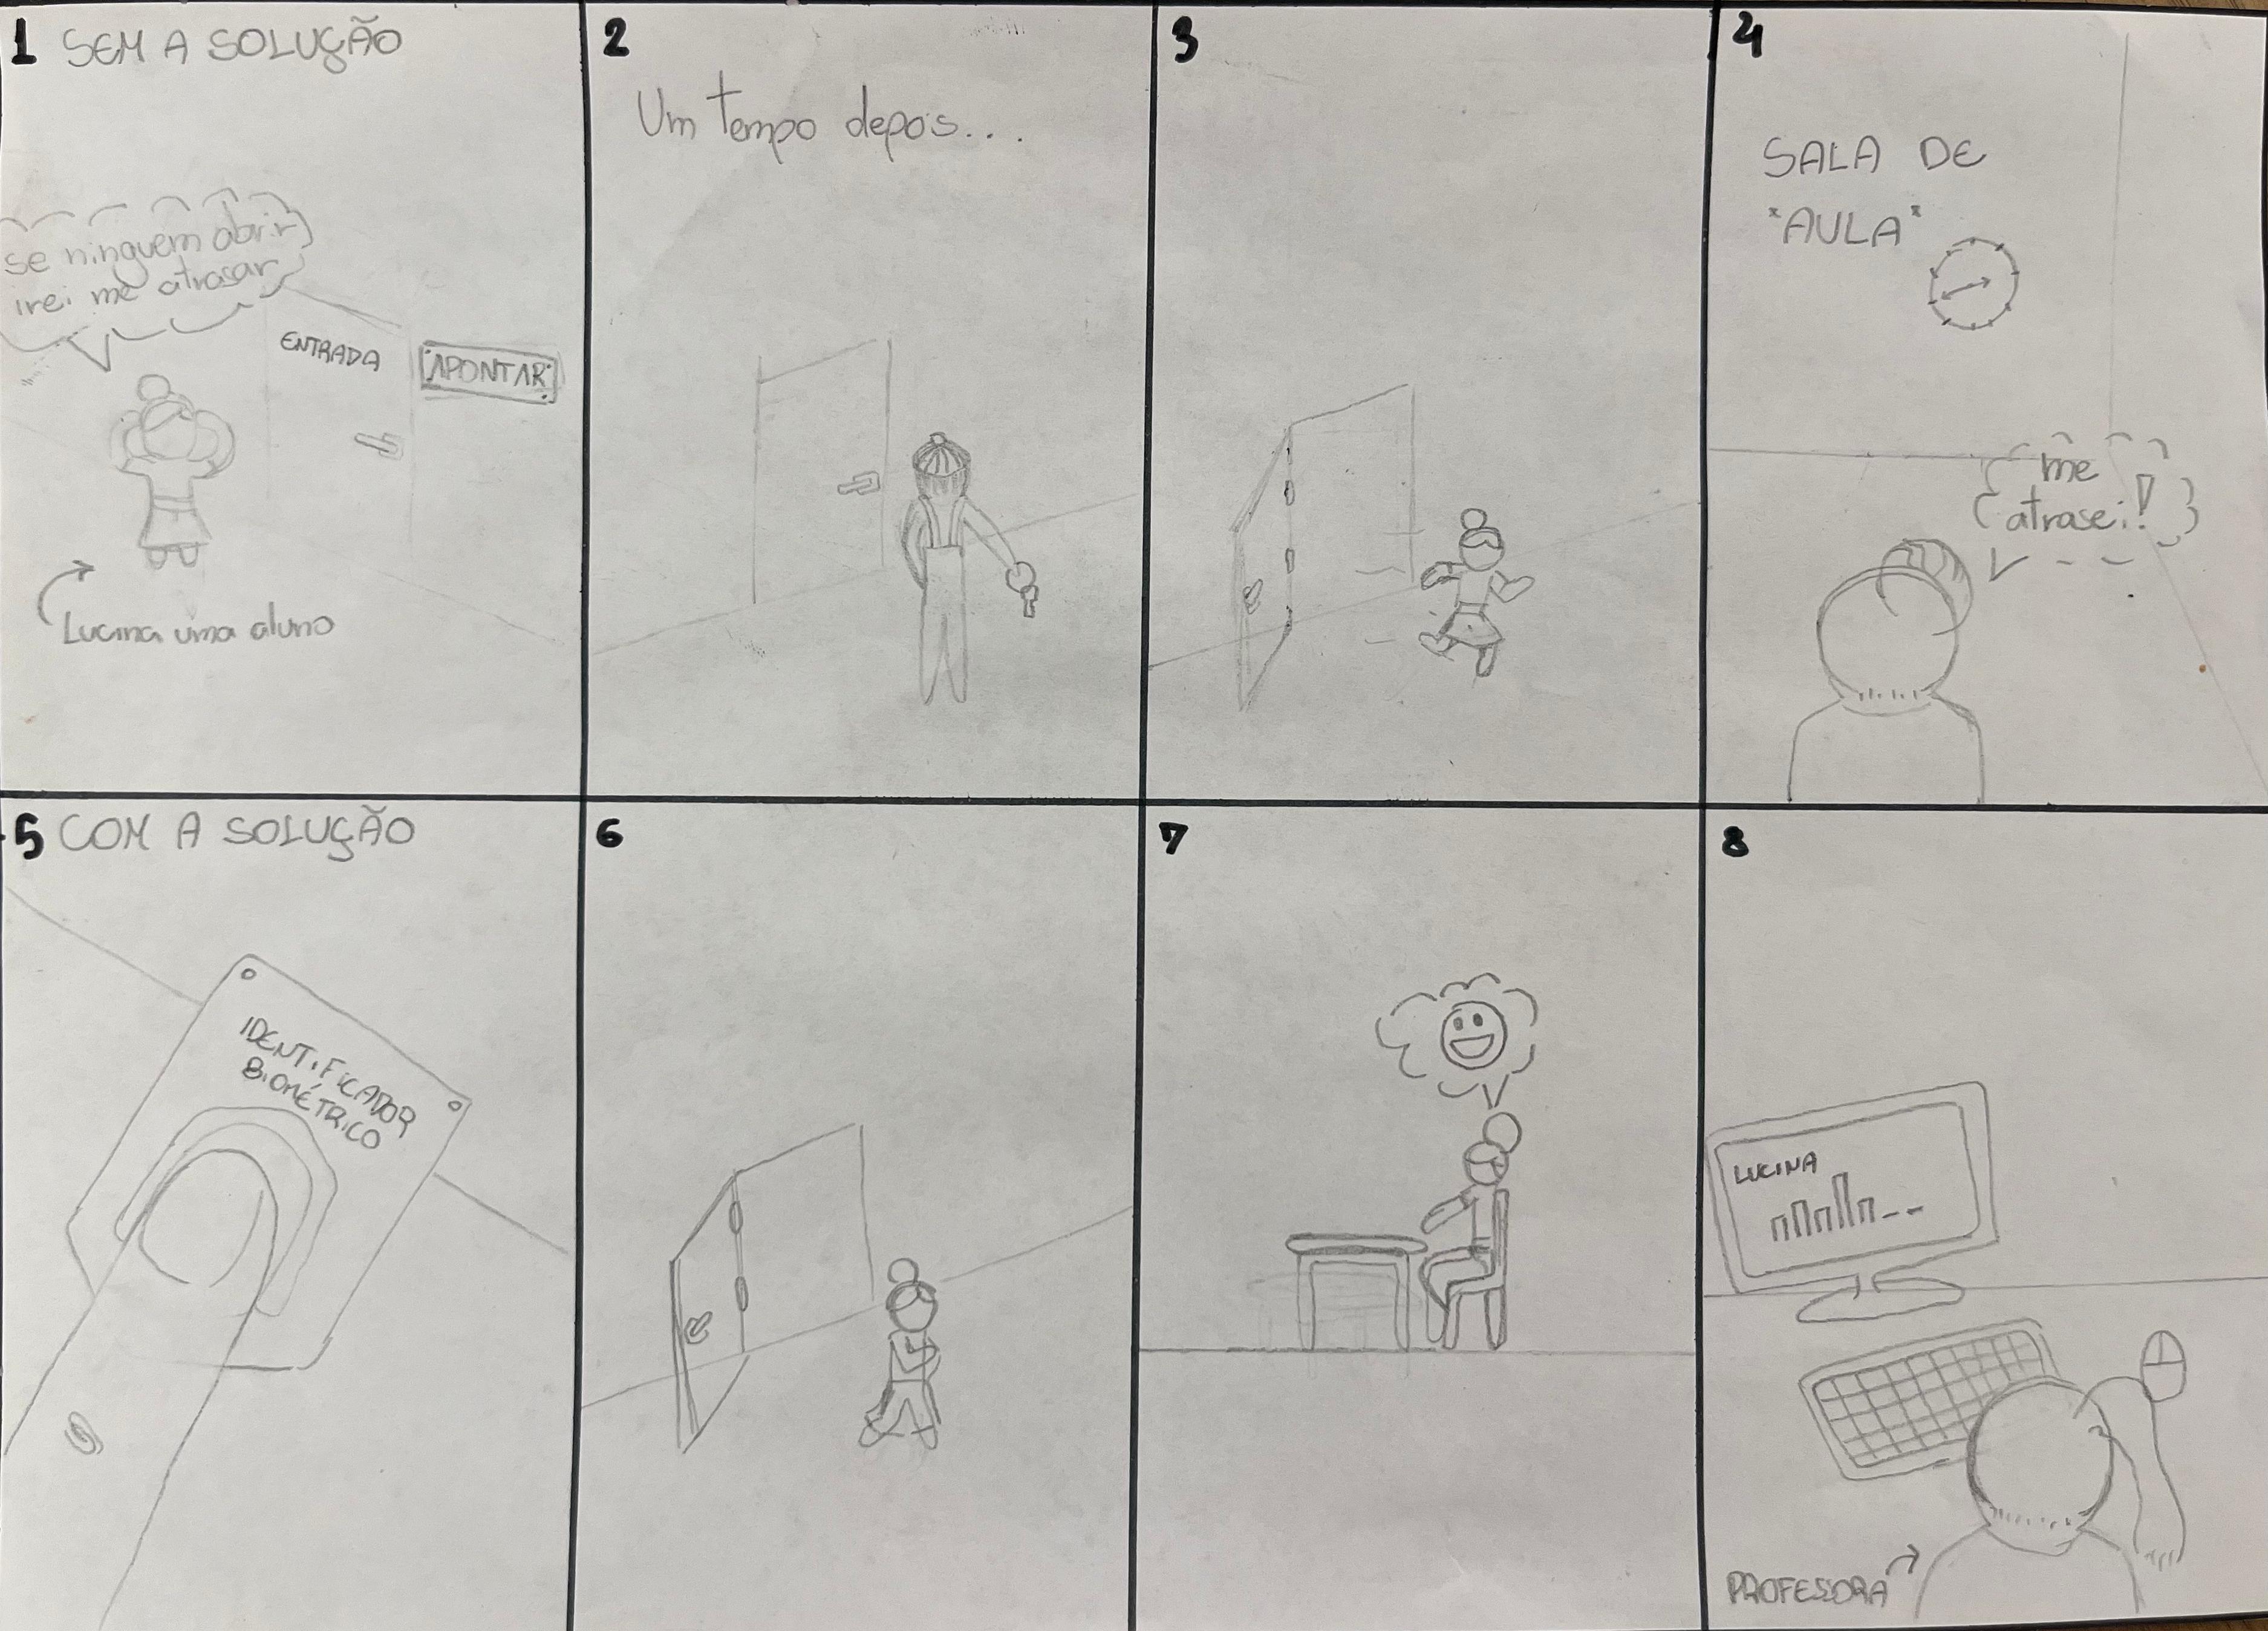 1 SEM A SOLUÇÃO
se ninguem abrir
irei me atrasar
ENTRADA
APONTAR
Lucina uma aluno
2
Um tempo depois...
3
4
SALA DE
"AULA"
me
atrasei!
5 COM A SOLUÇÃO
IDENTIFICADOR
BIOMÉTRICO
6
7
8
LUCINA
PROFESSORA